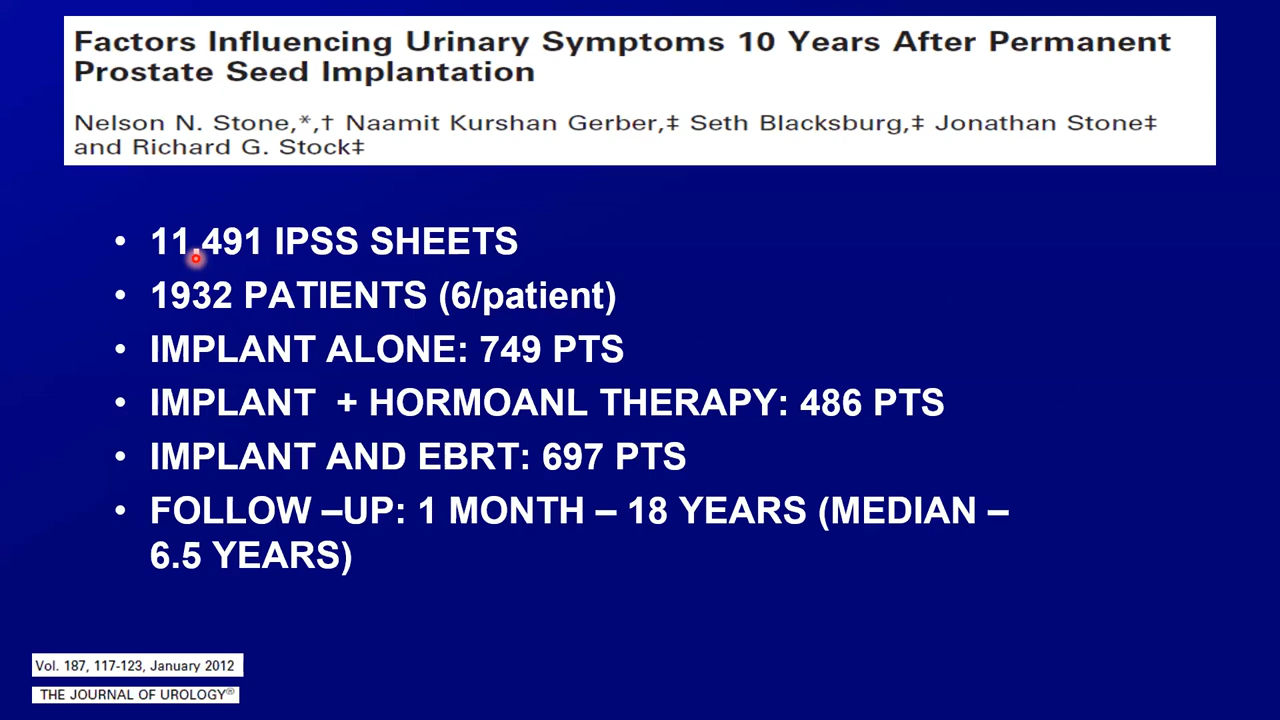 Factors Influencing Urinary Symptoms 10 Years After Permanent
Prostate Seed Implantation
Nelson N. Stone,*,† Naamit Kurshan Gerber,‡ Seth Blacksburg,‡ Jonathan Stone‡
and Richard G. Stock‡
• 11,491 IPSS SHEETS
• 1932 PATIENTS (6/patient)
• IMPLANT ALONE: 749 PTS
• IMPLANT + HORMOANL THERAPY: 486 PTS
• IMPLANT AND EBRT: 697 PTS
• FOLLOW –UP: 1 MONTH – 18 YEARS (MEDIAN –
6.5 YEARS)
Vol. 187, 117-123, January 2012
THE JOURNAL OF UROLOGY®